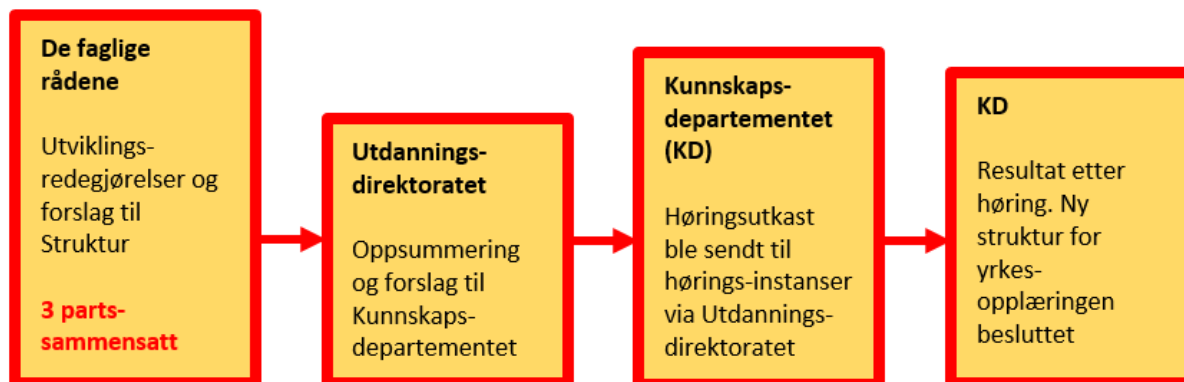 De faglige
rådene
Utviklings-
redegjørelser og
forslag til
Struktur
3 parts-
sammensatt
Utdannings-
direktoratet
Oppsummering
og forslag til
Kunnskaps-
departementet
Kunnskaps-
departementet
(KD)
Høringsutkast
ble sendt til
hørings-instanser
via Utdannings-
direktoratet
KD
Resultat etter
høring. Ny
struktur for
yrkes-
opplæringen
besluttet